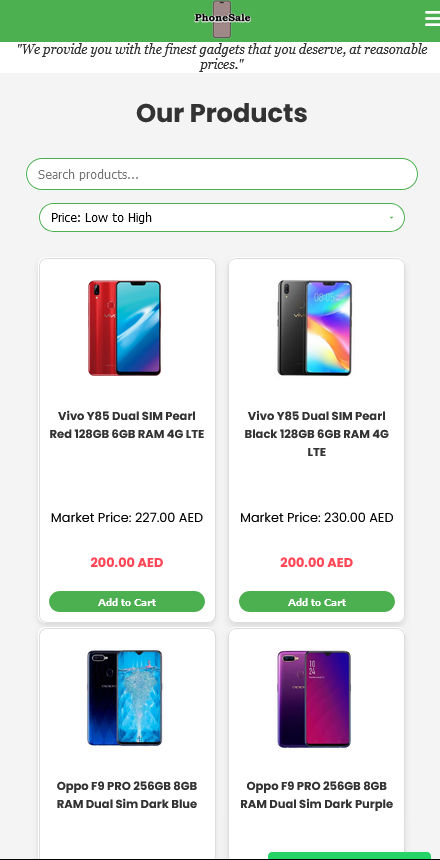 PhoneSale
"We provide you with the finest gadgets that you deserve, at reasonable
prices."
Our Products
Search products...
Price: Low to High
Vivo Y85 Dual SIM Pearl
Red 128GB 6GB RAM 4G LTE
Market Price: 227.00 AED
200.00 AED
Add to Cart
Vivo Y85 Dual SIM Pearl
Black 128GB 6GB RAM 4G
LTE
Market Price: 230.00 AED
200.00 AED
Add to Cart
Oppo F9 PRO 256GB 8GB
RAM Dual Sim Dark Blue
Oppo F9 PRO 256GB 8GB
RAM Dual Sim Dark Purple